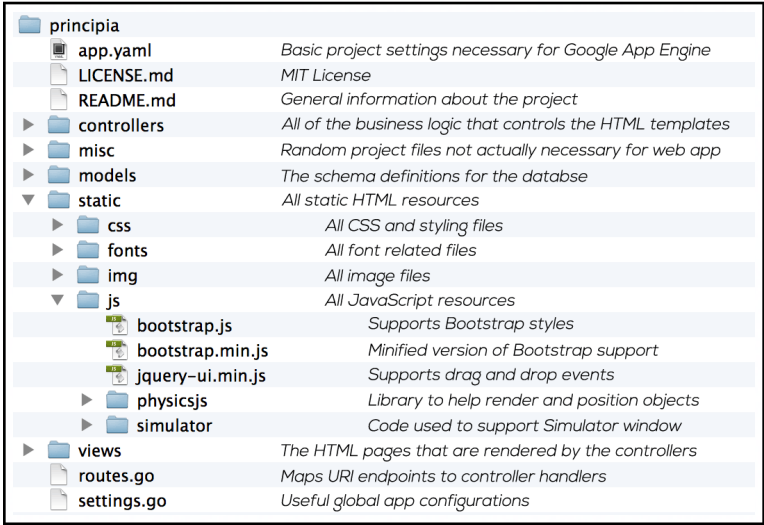 principia
app.yaml Basic project settings necessary for Google App Engine
LICENSE.md MIT License
README.md General information about the project
controllers All of the business logic that controls the HTML templates
misc Random project files not actually necessary for web app
models The schema definitions for the databse
static All static HTML resources
css All CSS and styling files
fonts All font related files
img All image files
js All JavaScript resources
bootstrap.js Supports Bootstrap styles
bootstrap.min.js Minified version of Bootstrap support
jquery-ui.min.js Supports drag and drop events
physicsjs Library to help render and position objects
simulator Code used to support Simulator window
views The HTML pages that are rendered by the controllers
routes.go Maps URI endpoints to controller handlers
settings.go Useful global app configurations